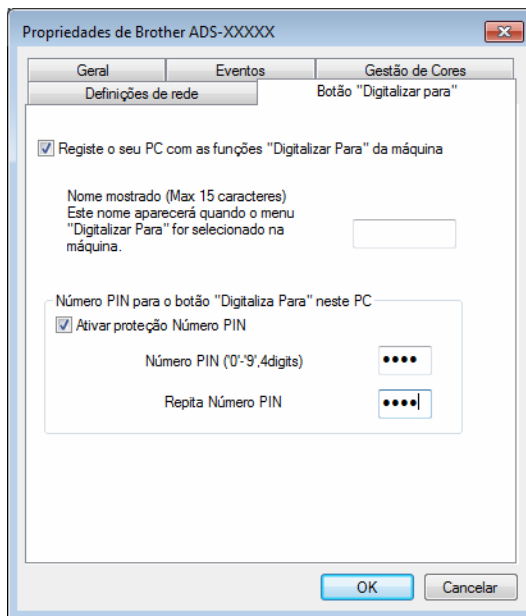 Propriedades de Brother ADS-XXXXX
Geral
Eventos
Gestão de Cores
Definições de rede
Botão "Digitalizar para"
Registe o seu PC com as funções "Digitalizar Para" da máquina
Nome mostrado (Max 15 caracteres)
Este nome aparecerá quando o menu
"Digitalizar Para" for selecionado na
máquina.
Número PIN para o botão "Digitaliza Para" neste PC
Ativar proteção Número PIN
Número PIN ('0'-'9',4digits)
••••
Repita Número PIN
••••
OK
Cancelar